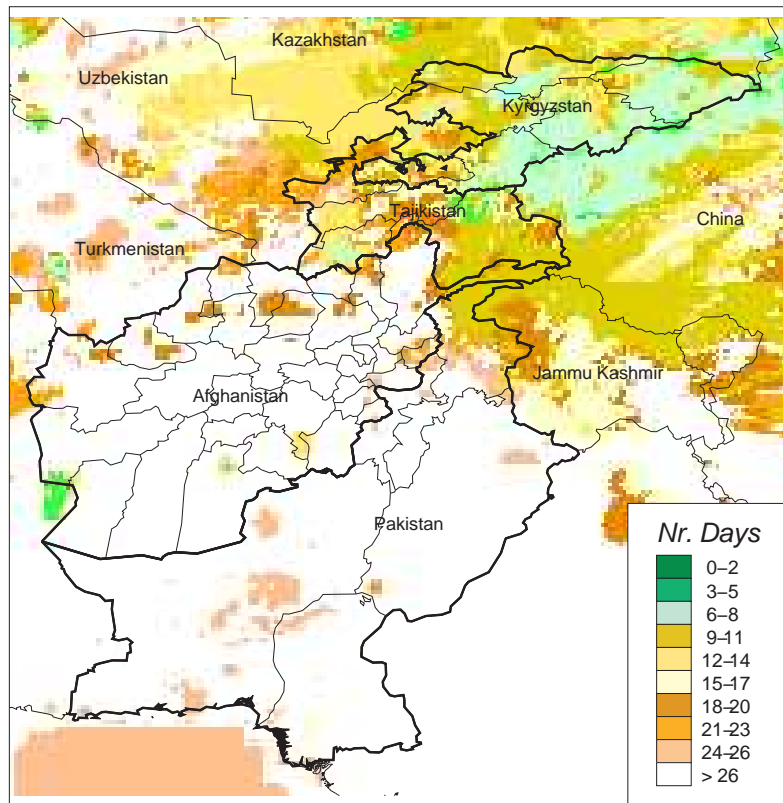 Kazakhstan
Uzbekistan
Kyrgyzstan
Tajikistan
China
Turkmenistan
Jammu Kashmir
Afghanistan
Pakistan
Nr. Days
0–2
3–5
6–8
9–11
12–14
15–17
18–20
21–23
24–26
> 26